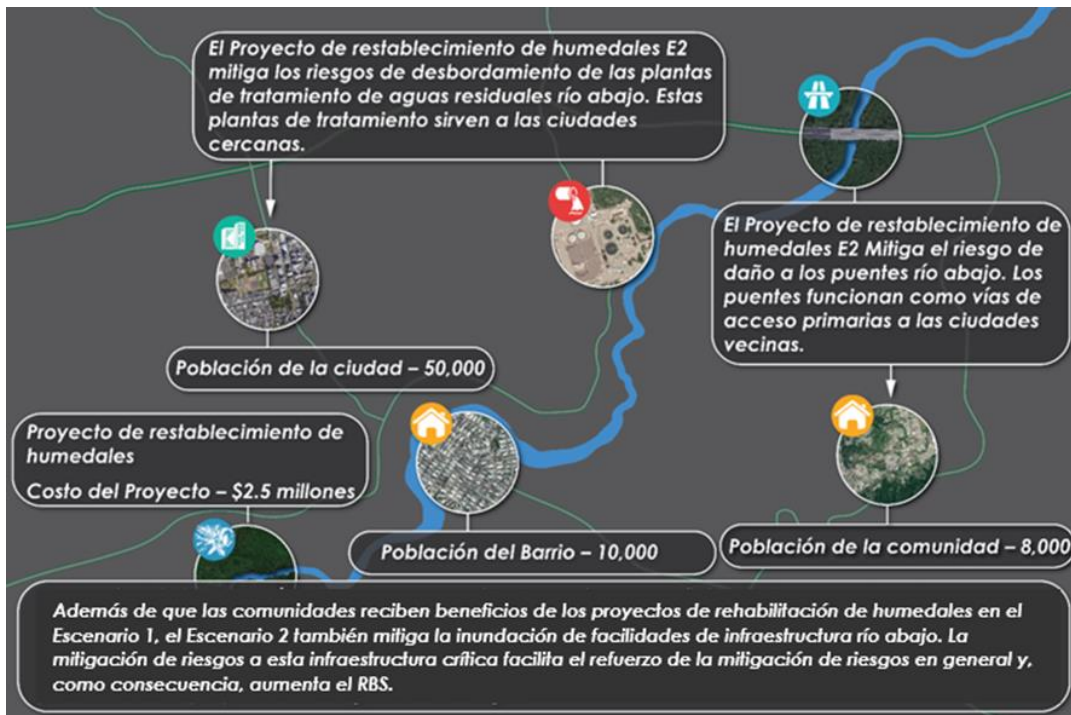 El Proyecto de restablecimiento de humedales E2
mitiga los riesgos de desbordamiento de las plantas
de tratamiento de aguas residuales río abajo. Estas
plantas de tratamiento sirven a las ciudades
cercanas.
El Proyecto de restablecimiento de
humedales E2 Mitiga el riesgo de
daño a los puentes río abajo. Los
puentes funcionan como vías de
acceso primarias a las ciudades
vecinas.
Población de la ciudad – 50,000
Proyecto de restablecimiento de
humedales
Costo del Proyecto – $2.5 millones
Población del Barrio – 10,000
Población de la comunidad – 8,000
Además de que las comunidades reciben beneficios de los proyectos de rehabilitación de humedales en el
Escenario 1, el Escenario 2 también mitiga la inundación de facilidades de infraestructura río abajo. La
mitigación de riesgos a esta infraestructura crítica facilita el refuerzo de la mitigación de riesgos en general y,
como consecuencia, aumenta el RBS.